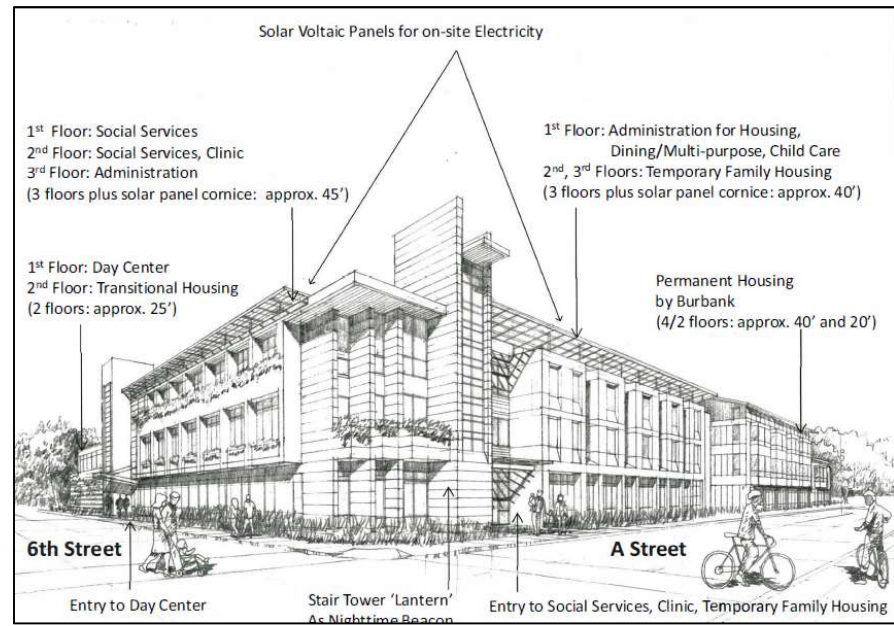 Solar Voltaic Panels for on-site Electricity
1st Floor: Social Services
2nd Floor: Social Services, Clinic
3rd Floor: Administration
(3 floors plus solar panel cornice: approx. 45’)
1st Floor: Administration for Housing,
Dining/Multi-purpose, Child Care
2nd, 3rd Floors: Temporary Family Housing
(3 floors plus solar panel cornice: approx. 40’)
1st Floor: Day Center
2nd Floor: Transitional Housing
(2 floors: approx. 25’)
Permanent Housing
by Burbank
(4/2 floors: approx. 40’ and 20’)
6th Street
A Street
Entry to Day Center
Stair Tower ‘Lantern’
As Nighttime Beacon
Entry to Social Services, Clinic, Temporary Family Housing